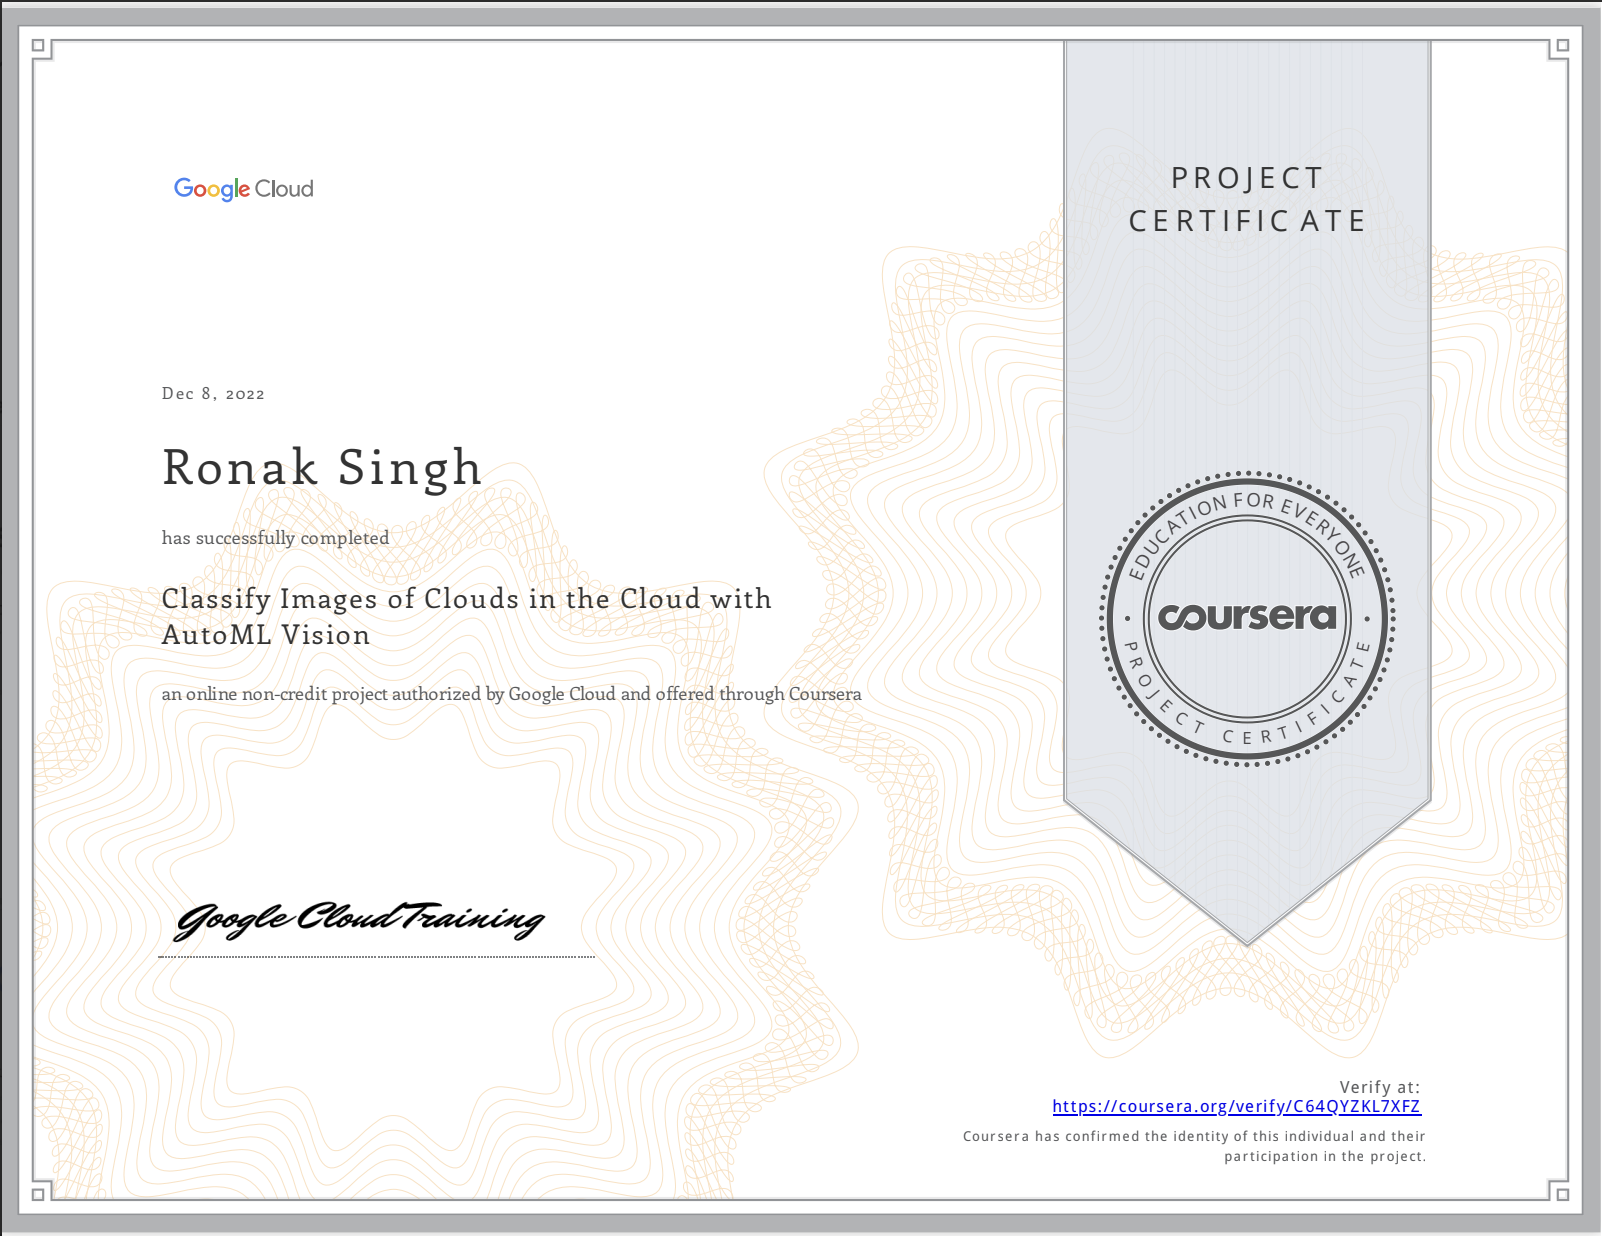 Google Cloud
PROJECT
CERTIFICATE
Dec 8, 2022
Ronak Singh
has successfully completed
Classify Images of Clouds in the Cloud with
AutoML Vision
an online non-credit project authorized by Google Cloud and offered through Coursera
EDUCATION FOR EVERYONE
coursera
PROJECT CERTIFICATE
Google Cloud Training
Verify at:
https://coursera.org/verify/C64QYZKL7XFZ
Coursera has confirmed the identity of this individual and their
participation in the project.